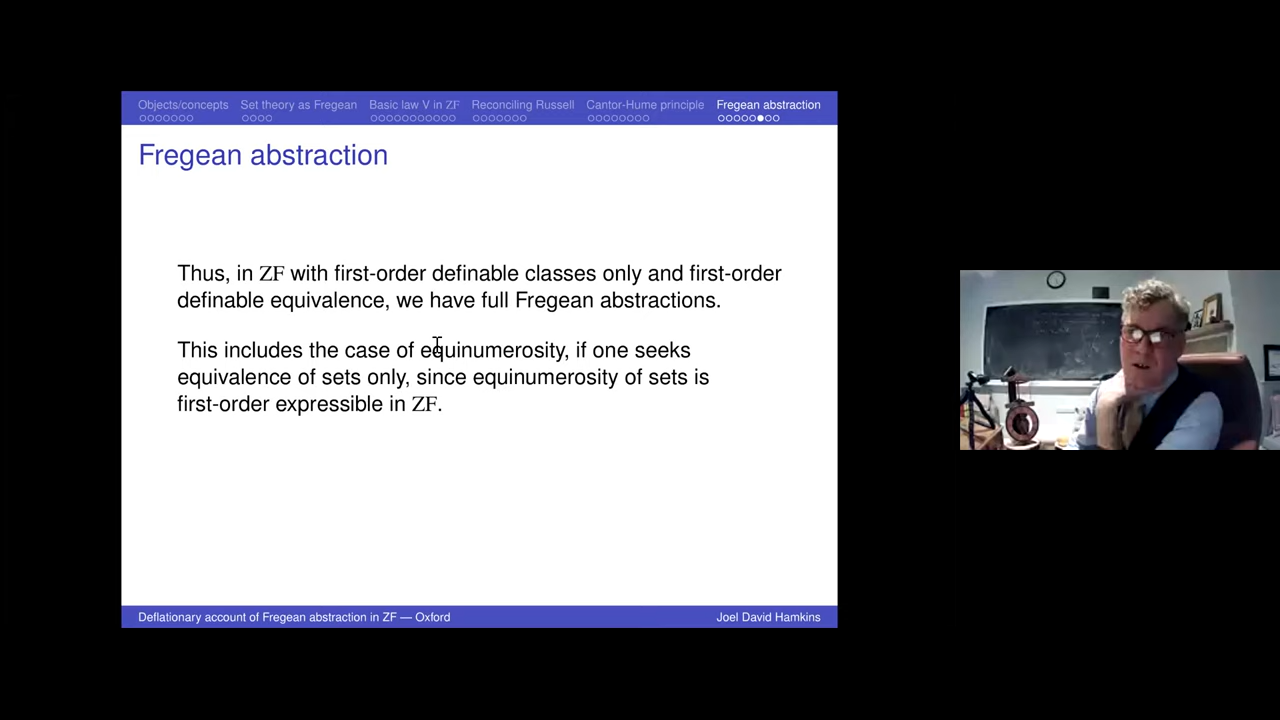 Objects/concepts Set theory as Fregean Basic law V in ZF Reconciling Russell Cantor-Hume principle Fregean abstraction
Fregean abstraction
Thus, in ZF with first-order definable classes only and first-order
definable equivalence, we have full Fregean abstractions.
This includes the case of equinumerosity, if one seeks
equivalence of sets only, since equinumerosity of sets is
first-order expressible in ZF.
Deflationary account of Fregean abstraction in ZF — Oxford Joel David Hamkins